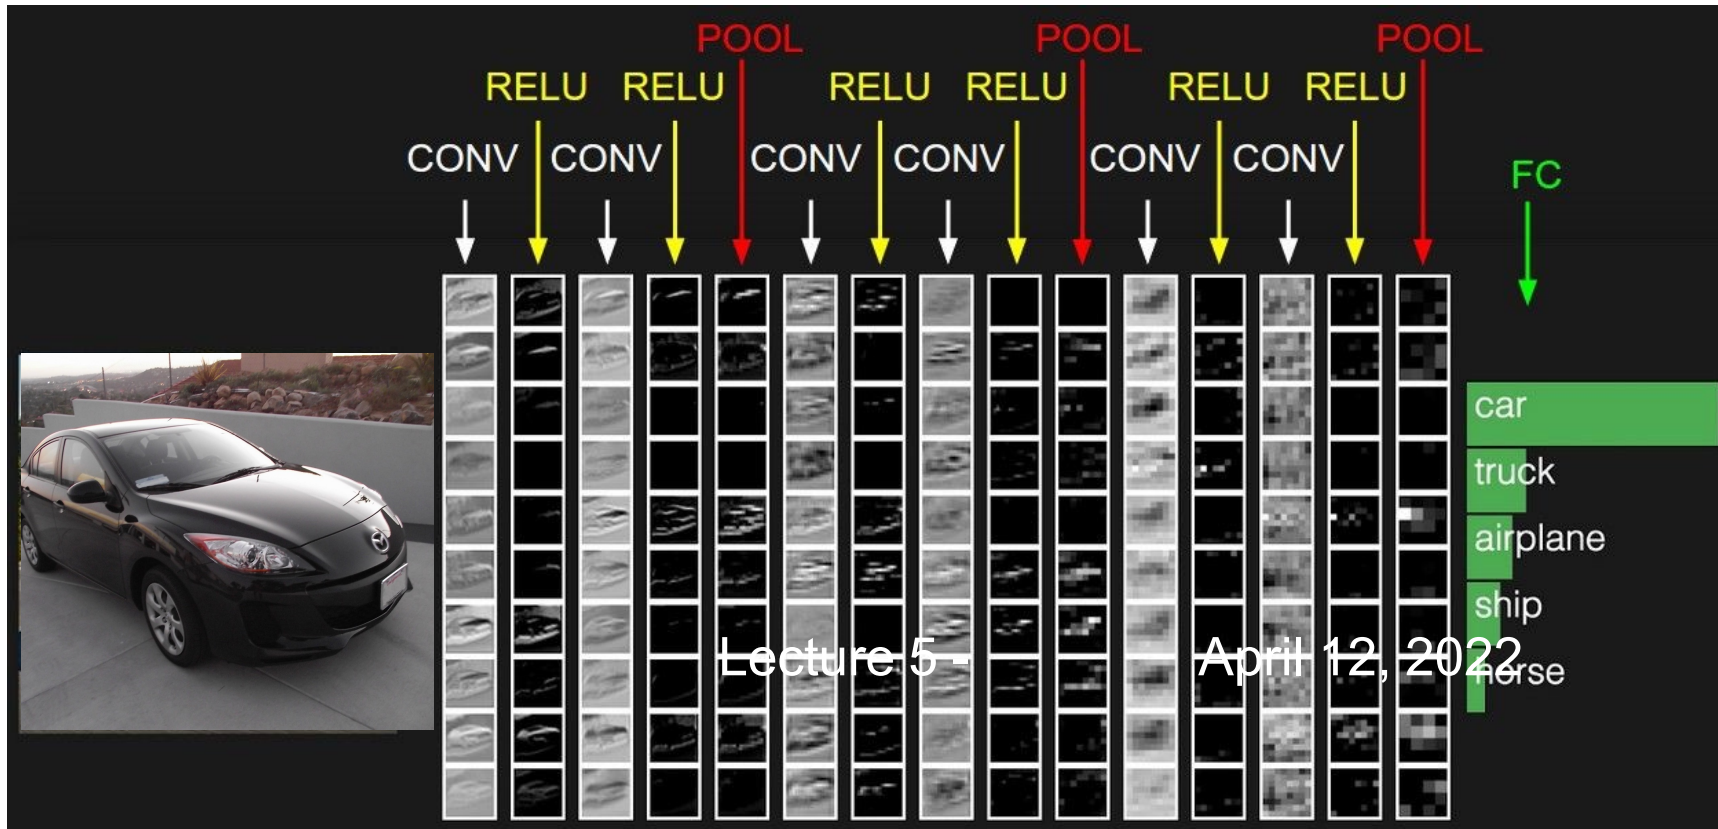 POOL POOL POOL
RELU RELU RELU RELU RELU RELU
CONV CONV CONV CONV CONV CONV
FC
car
truck
airplane
ship
horse
Lecture 5 - April 12, 2022